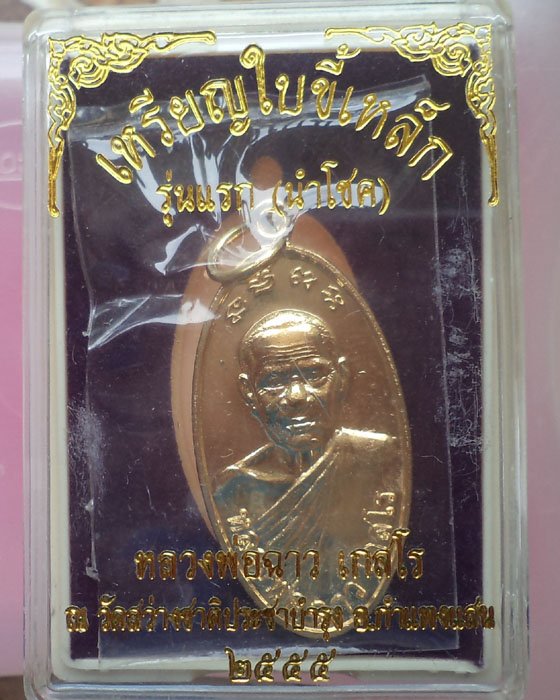 เหรียญใบขี้เหล็ก
รุ่นแรก (นำโชค)
หลวงพ่อฉาว เกสโร
ณ วัดสว่างชาติประชาบำรุง อ.กำแพงแสน
๒๕๕๕